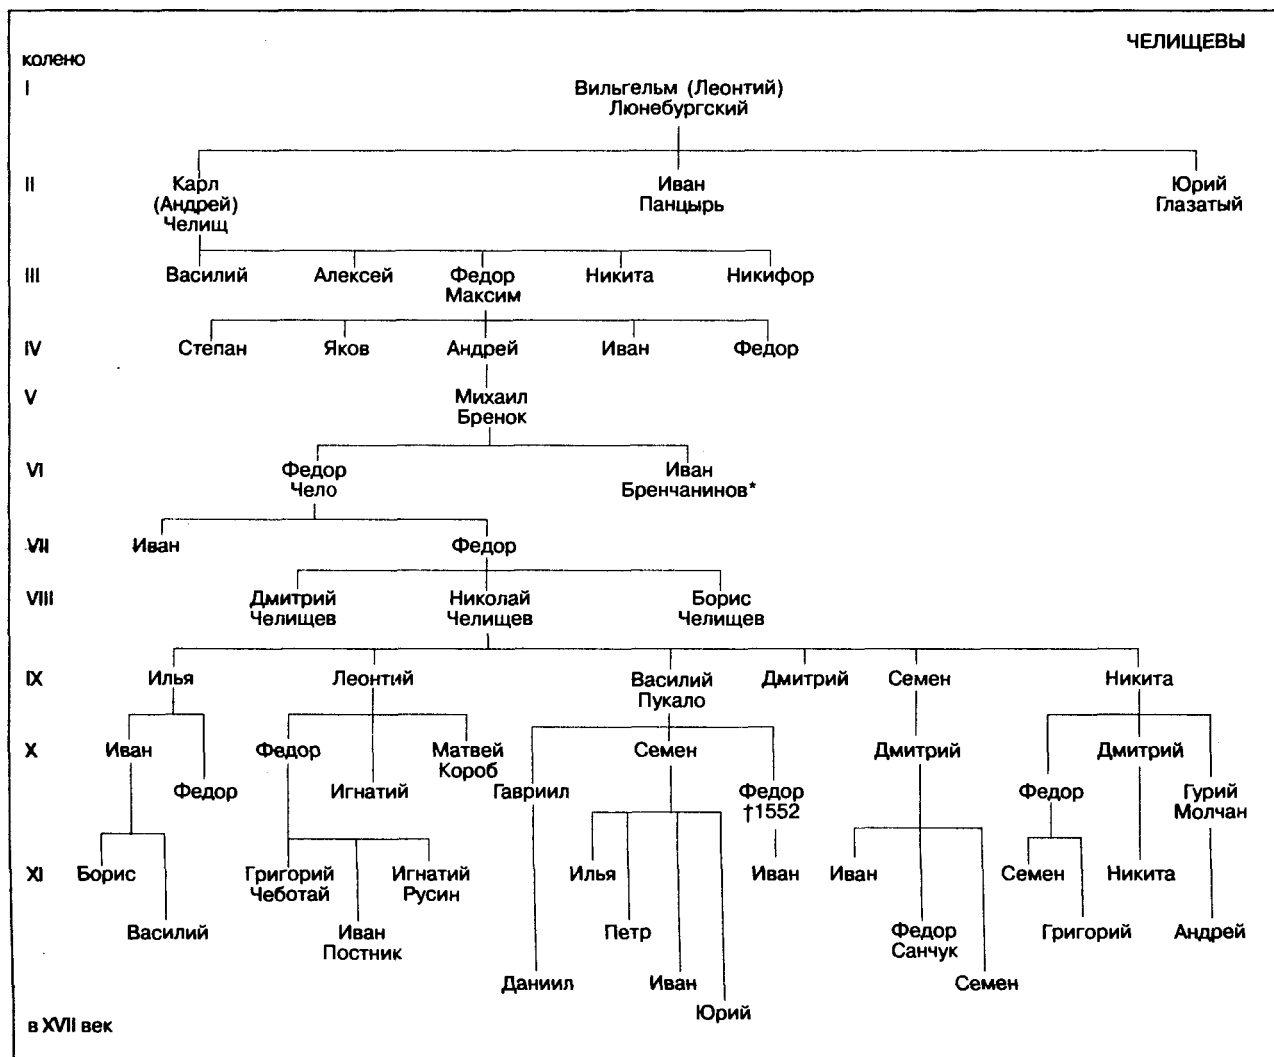 ЧЕЛИЩЕВЫ
колено
I
Вильгельм (Леонтий)
Люнебургский
II
Карл
(Андрей)
Челищ
Иван
Панцырь
Юрий
Глазатый
III
Василий
Алексей
Федор
Максим
Никита
Никифор
IV
Степан
Яков
Андрей
Иван
Федор
V
Михаил
Бренок
VI
Федор
Чело
Иван
Бренчанинов*
VII
Иван
Федор
VIII
Дмитрий
Челищев
Николай
Челищев
Борис
Челищев
IX
Илья
Леонтий
Василий
Пукало
Дмитрий
Семен
Никита
X
Иван
Федор
Федор
Игнатий
Матвей
Короб
Гавриил
Семен
Федор
†1552
Дмитрий
Федор
Дмитрий
Гурий
Молчан
XI
Борис
Василий
Григорий
Чеботай
Иван
Постник
Игнатий
Русин
Даниил
Илья
Петр
Иван
Юрий
Иван
Иван
Федор
Санчук
Семен
Семен
Григорий
Никита
Андрей
в XVII век